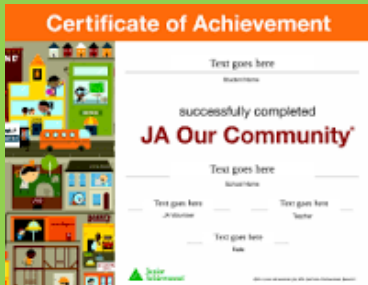 Certificate of Achievement
Text goes here
Student Name
successfully completed
JA Our Community®
Text goes here
School Name
Text goes here Text goes here
JA Volunteer Teacher
Text goes here
Date
Junior
Achievement®